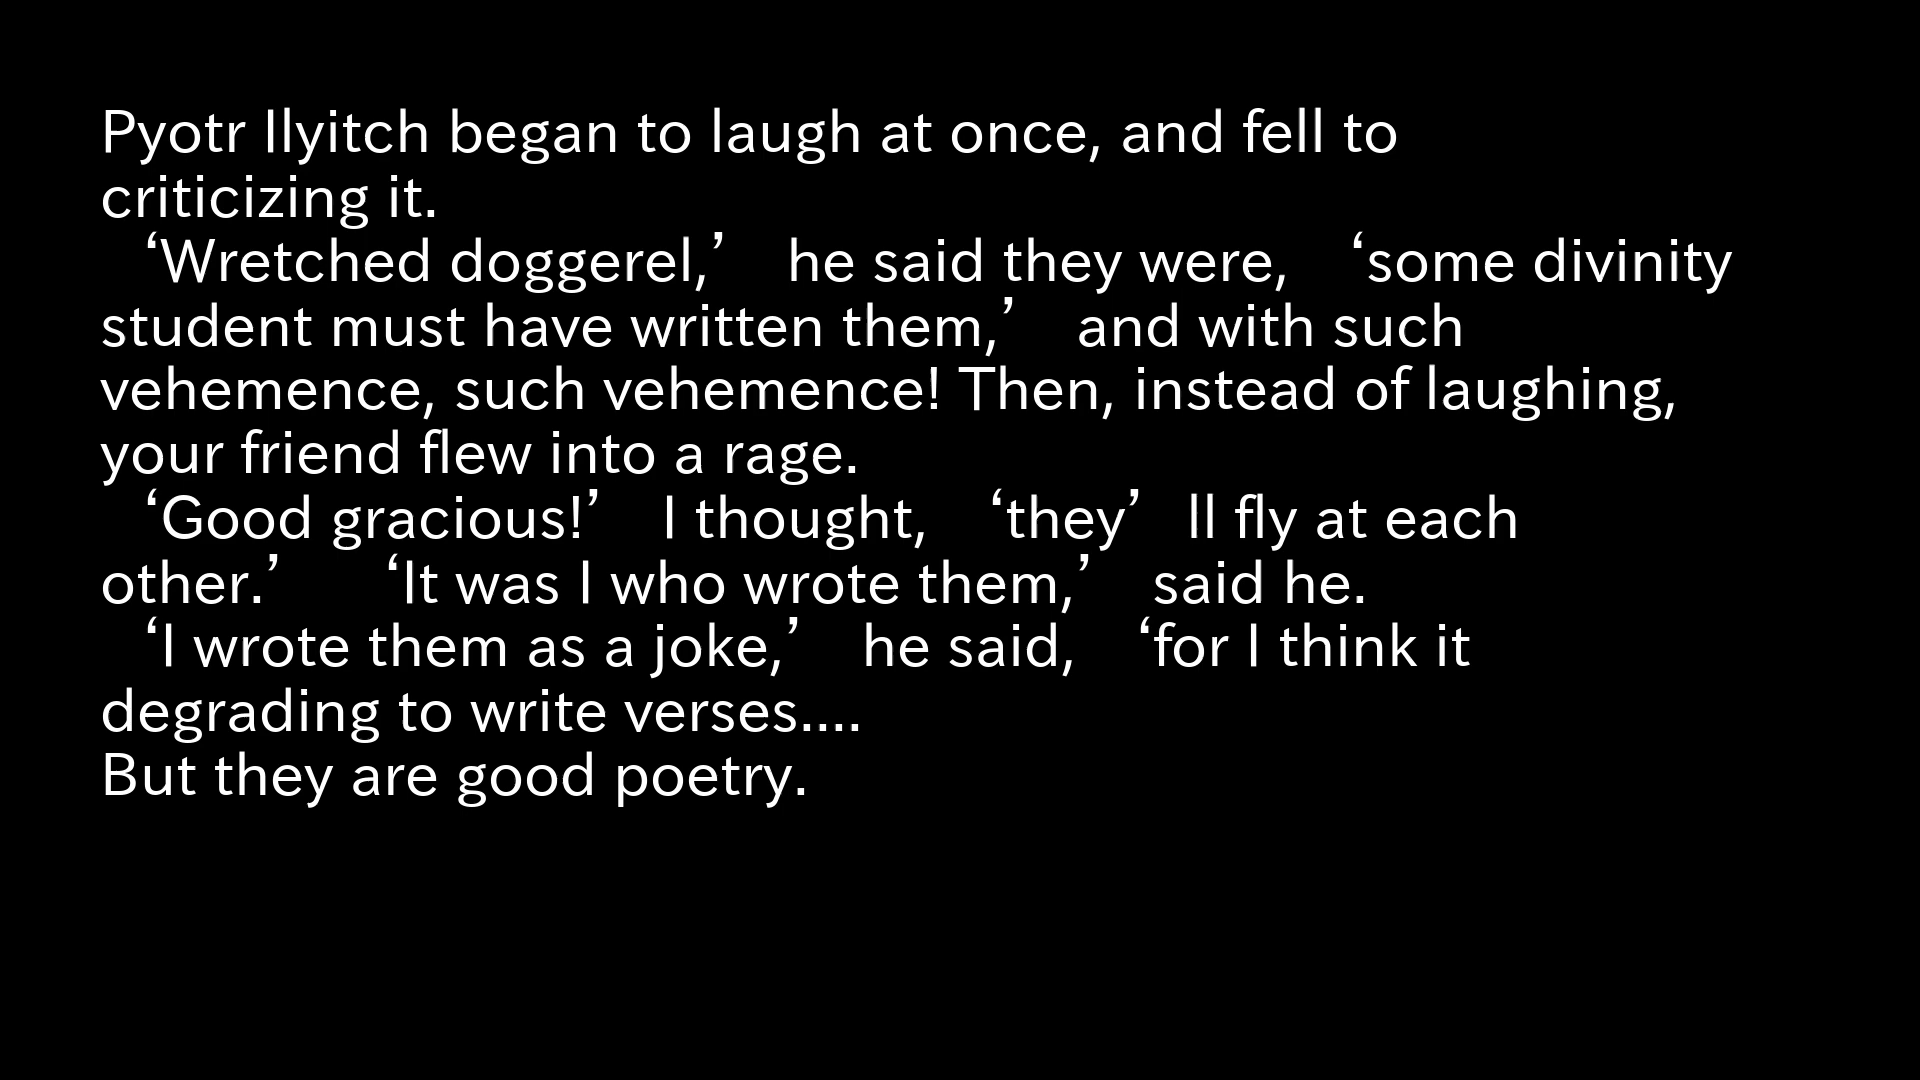 Pyotr Ilyitch began to laugh at once, and fell to
criticizing it.
‘Wretched doggerel,’ he said they were, ‘some divinity
student must have written them,’ and with such
vehemence, such vehemence! Then, instead of laughing,
your friend flew into a rage.
‘Good gracious!’ I thought, ‘they’ ll fly at each
other.’ ‘It was I who wrote them,’ said he.
‘I wrote them as a joke,’ he said, ‘for I think it
degrading to write verses....
But they are good poetry.